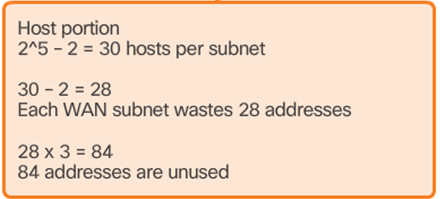 Host portion
2^5 – 2 = 30 hosts per subnet
30 – 2 = 28
Each WAN subnet wastes 28 addresses
28 x 3 = 84
84 addresses are unused